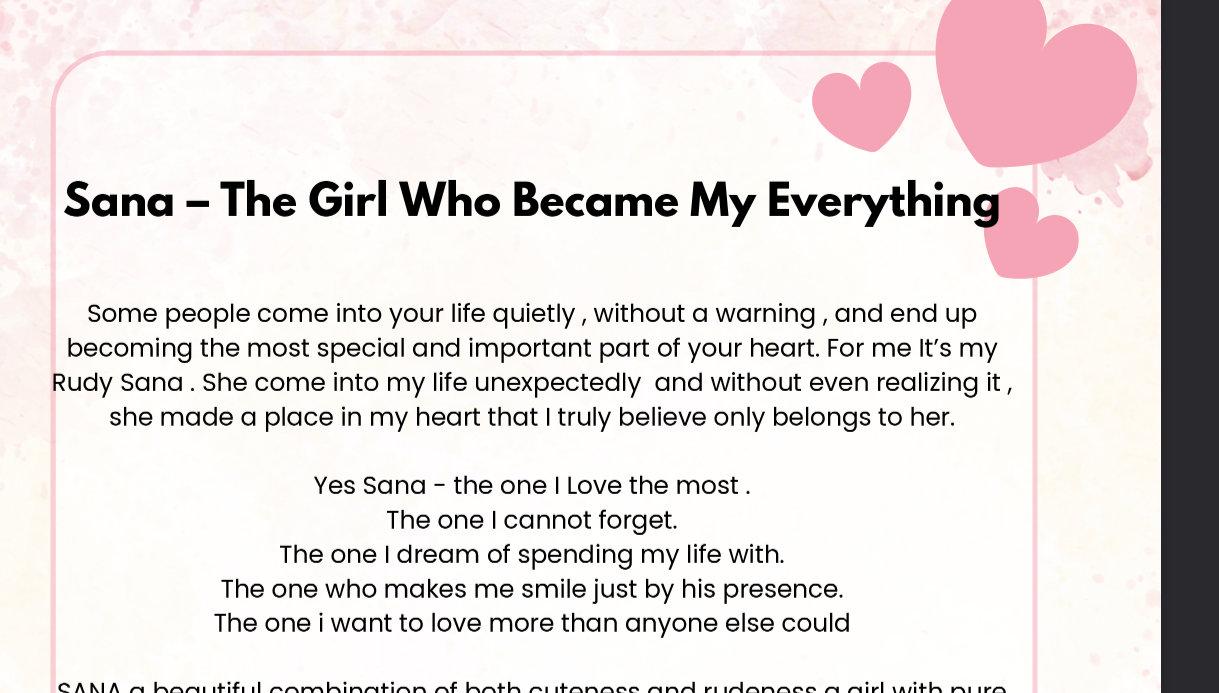 Sana – The Girl Who Became My Everything
Some people come into your life quietly , without a warning , and end up
becoming the most special and important part of your heart. For me It’s my
Rudy Sana . She come into my life unexpectedly  and without even realizing it ,
she made a place in my heart that I truly believe only belongs to her.
Yes Sana - the one I Love the most .
The one I cannot forget.
The one I dream of spending my life with.
The one who makes me smile just by his presence.
The one i want to love more than anyone else could
SANA a beautiful combination of both cuteness and rudeness a girl with pure